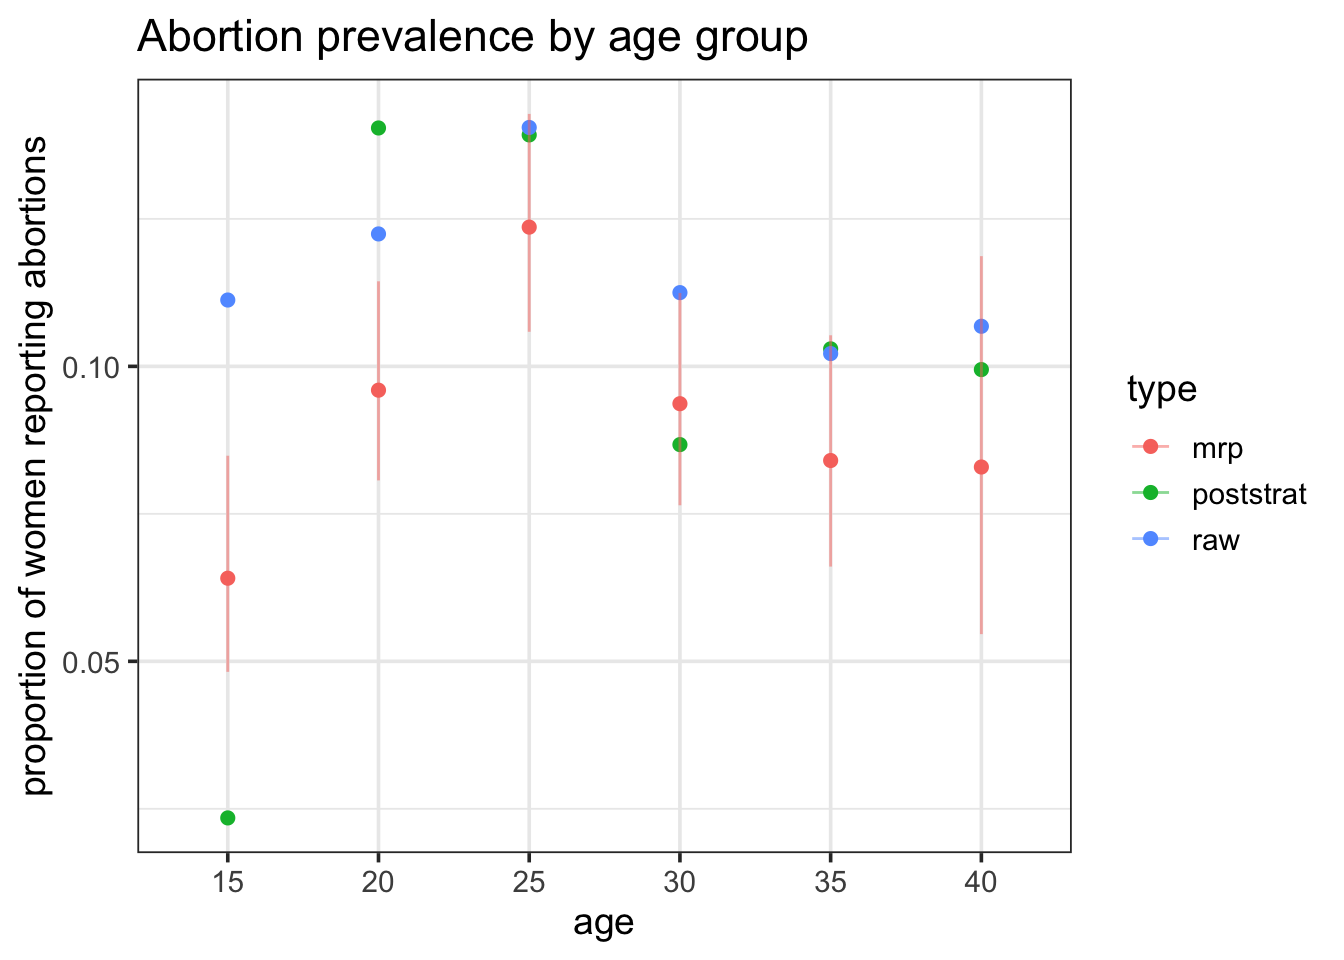 Abortion prevalence by age group
proportion of women reporting abortions
0.10
0.05
15 20 25 30 35 40
age
type
mrp
poststrat
raw